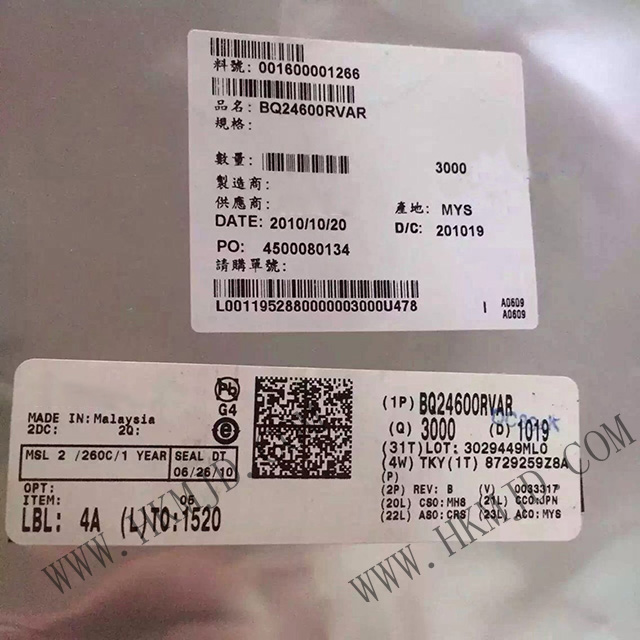 料號: 001600001266
品名: BQ24600RVAR
規格:
數量: 3000
製造商:
供應商: 產地: MYS
DATE: 2010/10/20 D/C: 201019
PO: 4500080134
請購單號:
L0011952880000003000U478 I A0609
A0609
MADE IN: Malaysia
2DC: 2Q:
MSL 2 /260C/1 YEAR SEAL DT
06/26/10
OPT:
ITEM: 05
LBL: 4A (L)TO:1520
Pb
G4
e
(1P) BQ24600RVAR
(Q) 3000 (D) 1019
(31T)LOT: 3029449ML0
(4W) TKY(1T) 8729259Z8A
(P)
(2P) REV: B (V) 0033317
(20L) CSO:MH8 (21L) CCO:JPN
(22L) ASO:CRS (23L) ACO:MYS
WWW.HKMJD.COM
WWW.HKMJD.COM